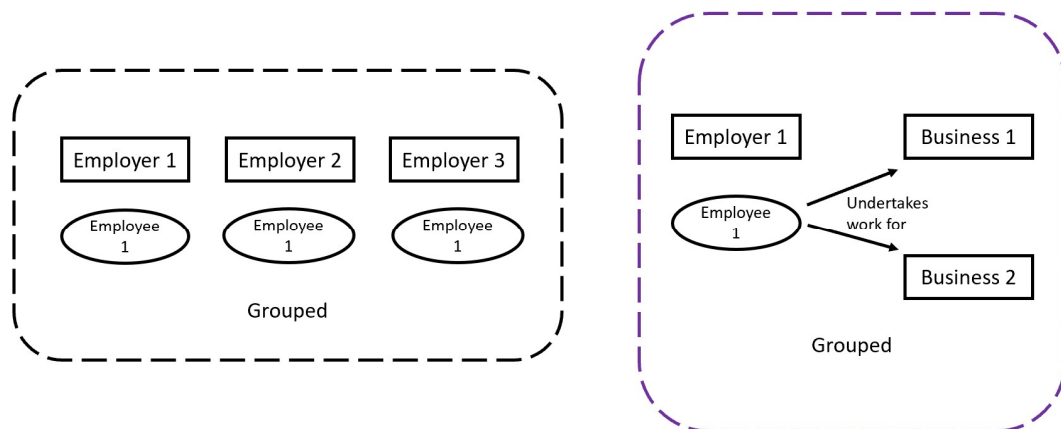 Employer 1
Employer 2
Employer 3
Employee
1
Employee
1
Employee
1
Grouped
Employer 1
Business 1
Employee
1
Undertakes
work for
Business 2
Grouped